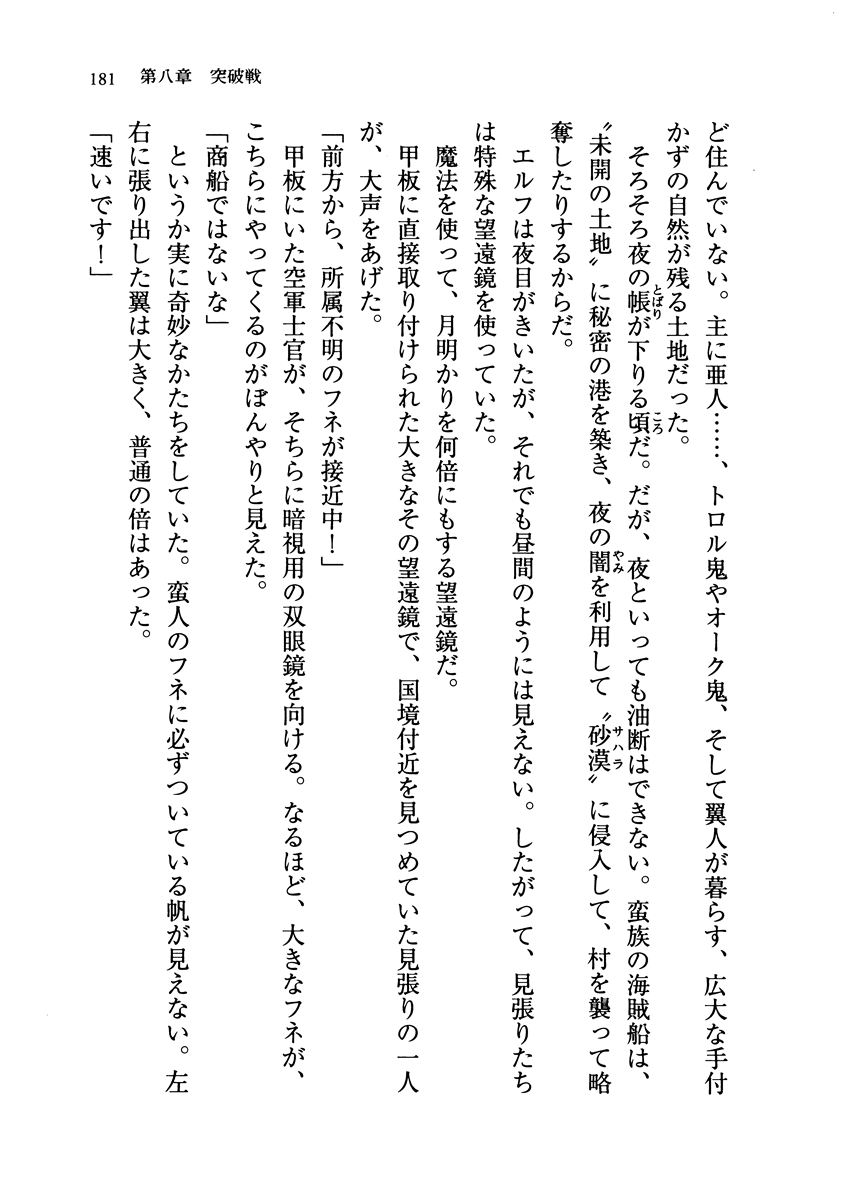 181　第八章　突破戦
ど住んでいない。主に亜人……、トロル鬼やオーク鬼、そして翼人が暮らす、広大な手付
かずの自然が残る土地だった。
　そろそろ夜の帳が下りる頃だ。だが、夜といっても油断はできない。蛮族の海賊船は、
とばり
ころ
〝未開の土地〟に秘密の港を築き、夜の闇を利用して〝砂漠〟に侵入して、村を襲って略
やみ
サハラ
奪したりするからだ。
　エルフは夜目がきいたが、それでも昼間のようには見えない。したがって、見張りたち
は特殊な望遠鏡を使っていた。
　魔法を使って、月明かりを何倍にもする望遠鏡だ。
　甲板に直接取り付けられた大きなその望遠鏡で、国境付近を見つめていた見張りの一人
が、大声をあげた。
「前方から、所属不明のフネが接近中！」
　甲板にいた空軍士官が、そちらに暗視用の双眼鏡を向ける。なるほど、大きなフネが、
こちらにやってくるのがぼんやりと見えた。
「商船ではないな」
　というか実に奇妙なかたちをしていた。蛮人のフネに必ずついている帆が見えない。左
右に張り出した翼は大きく、普通の倍はあった。
「速いです！」